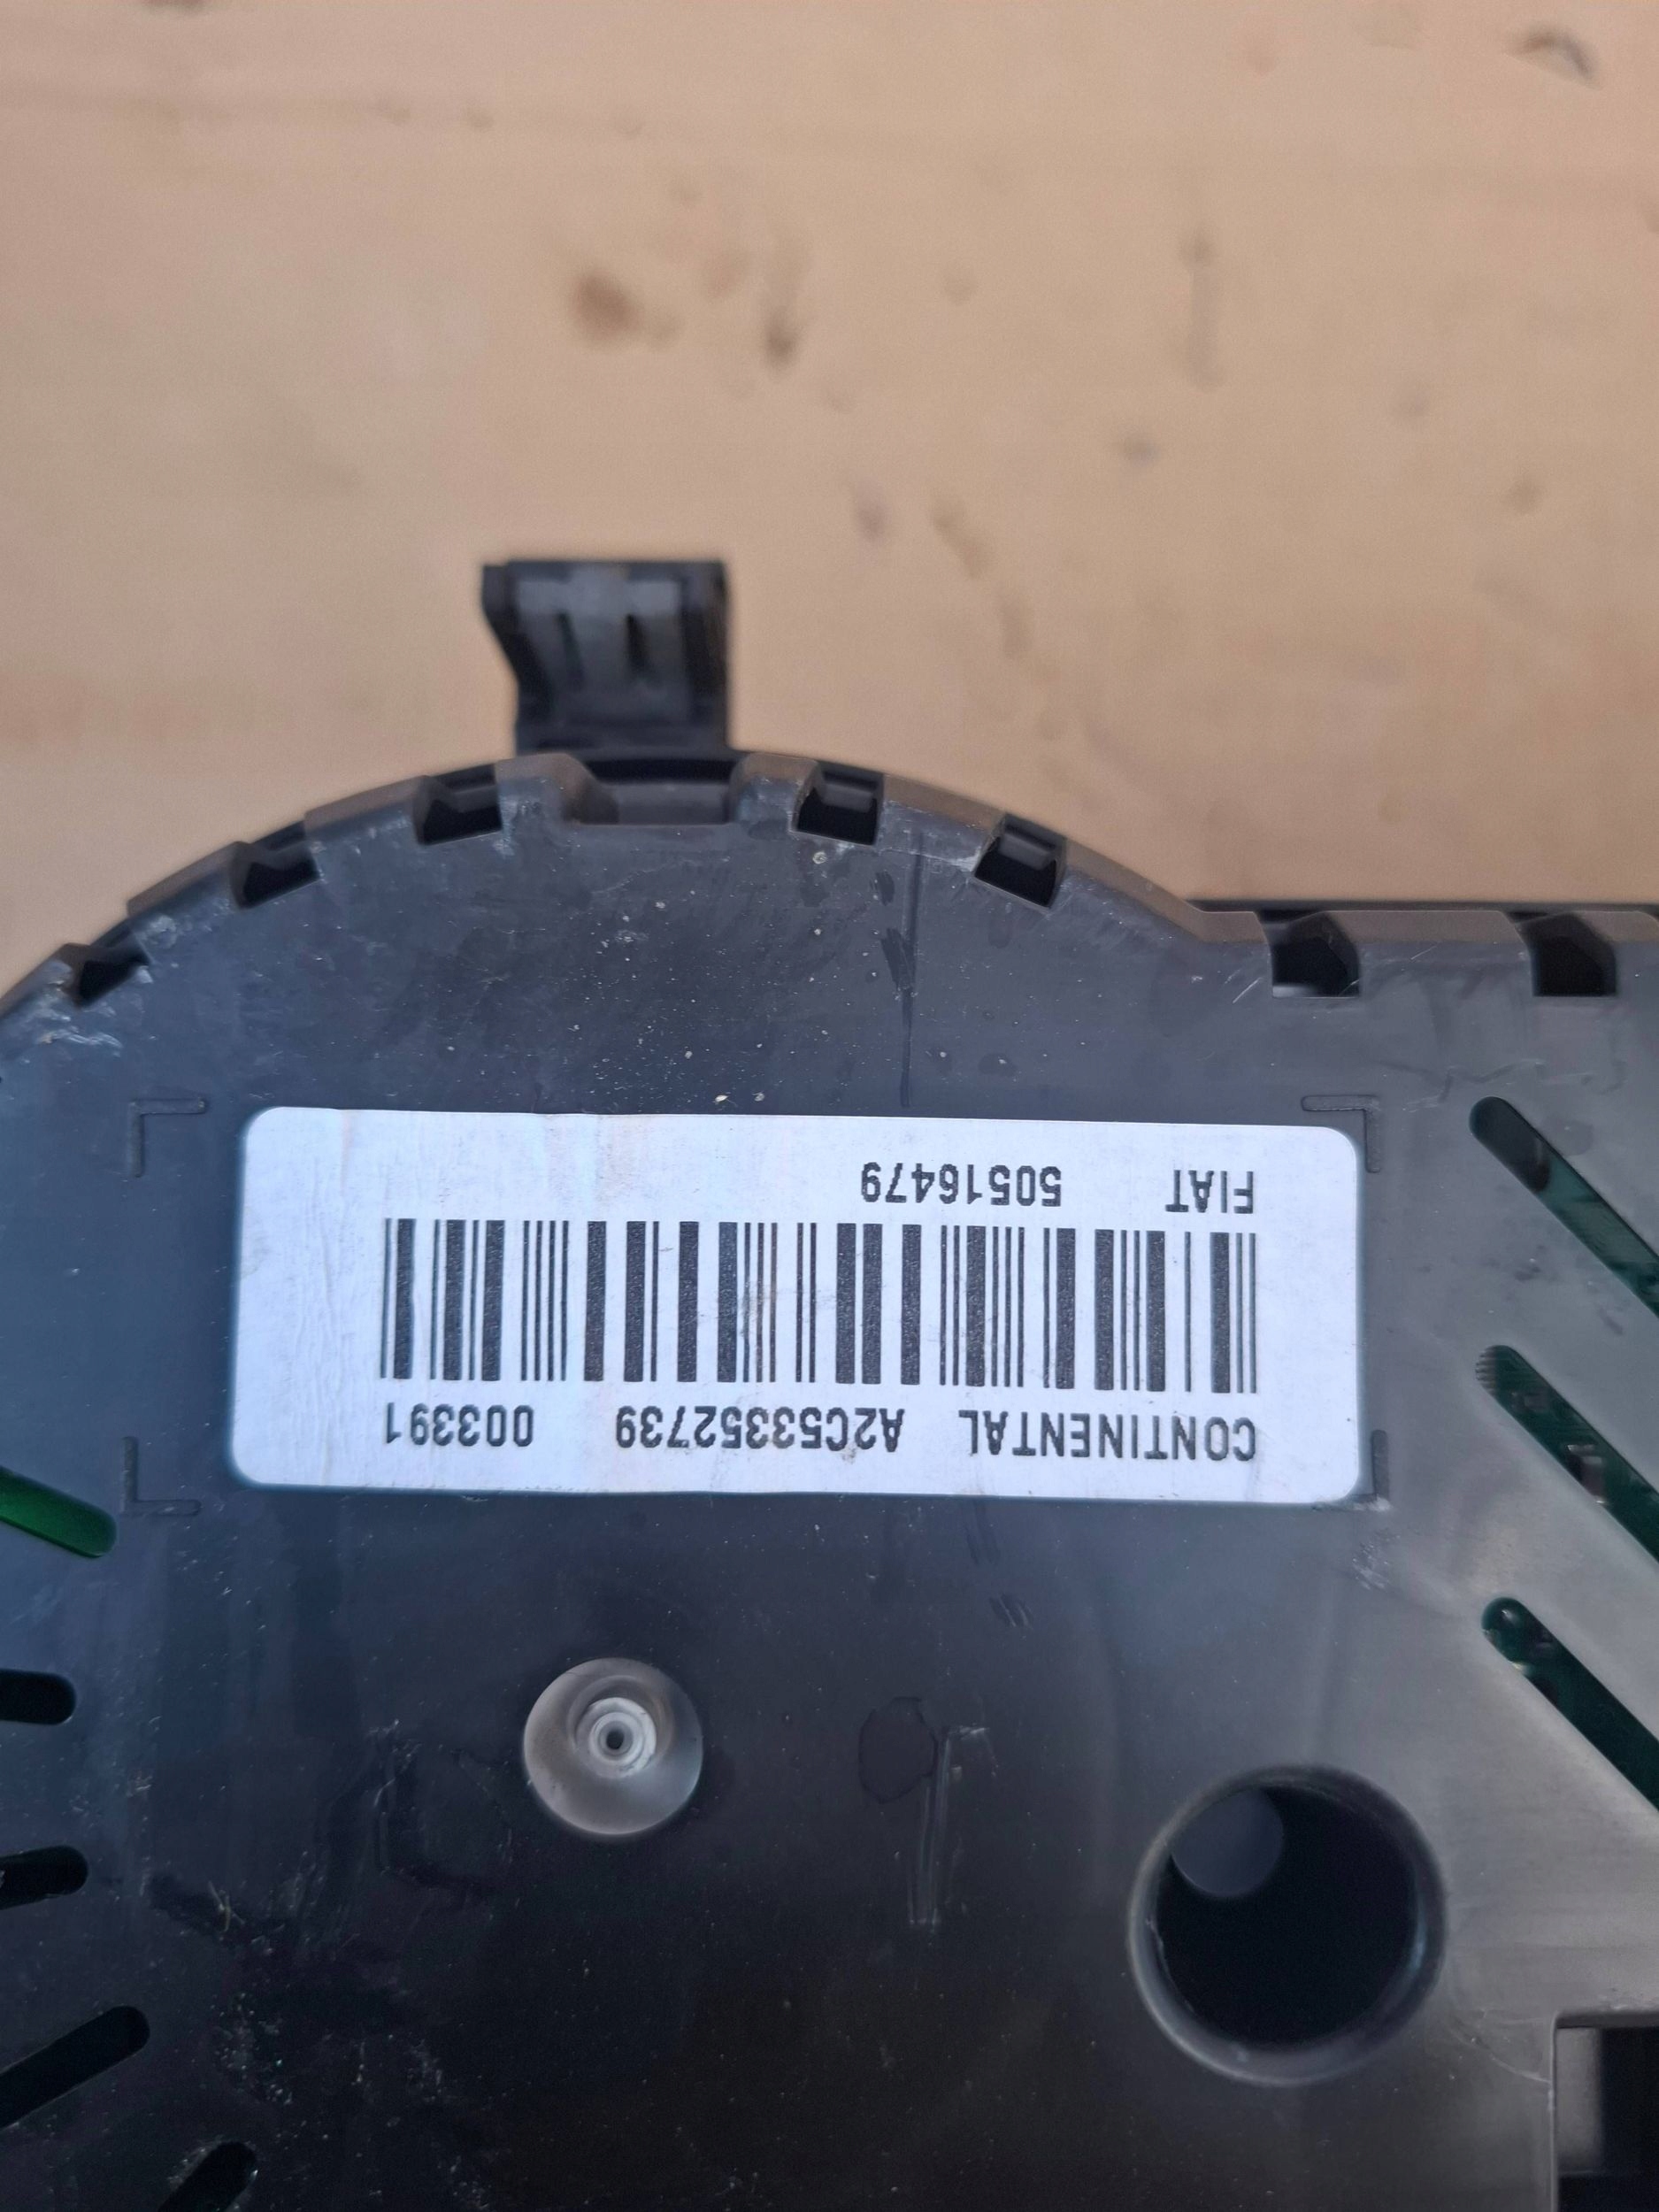 CONTINENTAL A2C53352739 003391
FIAT 50516479